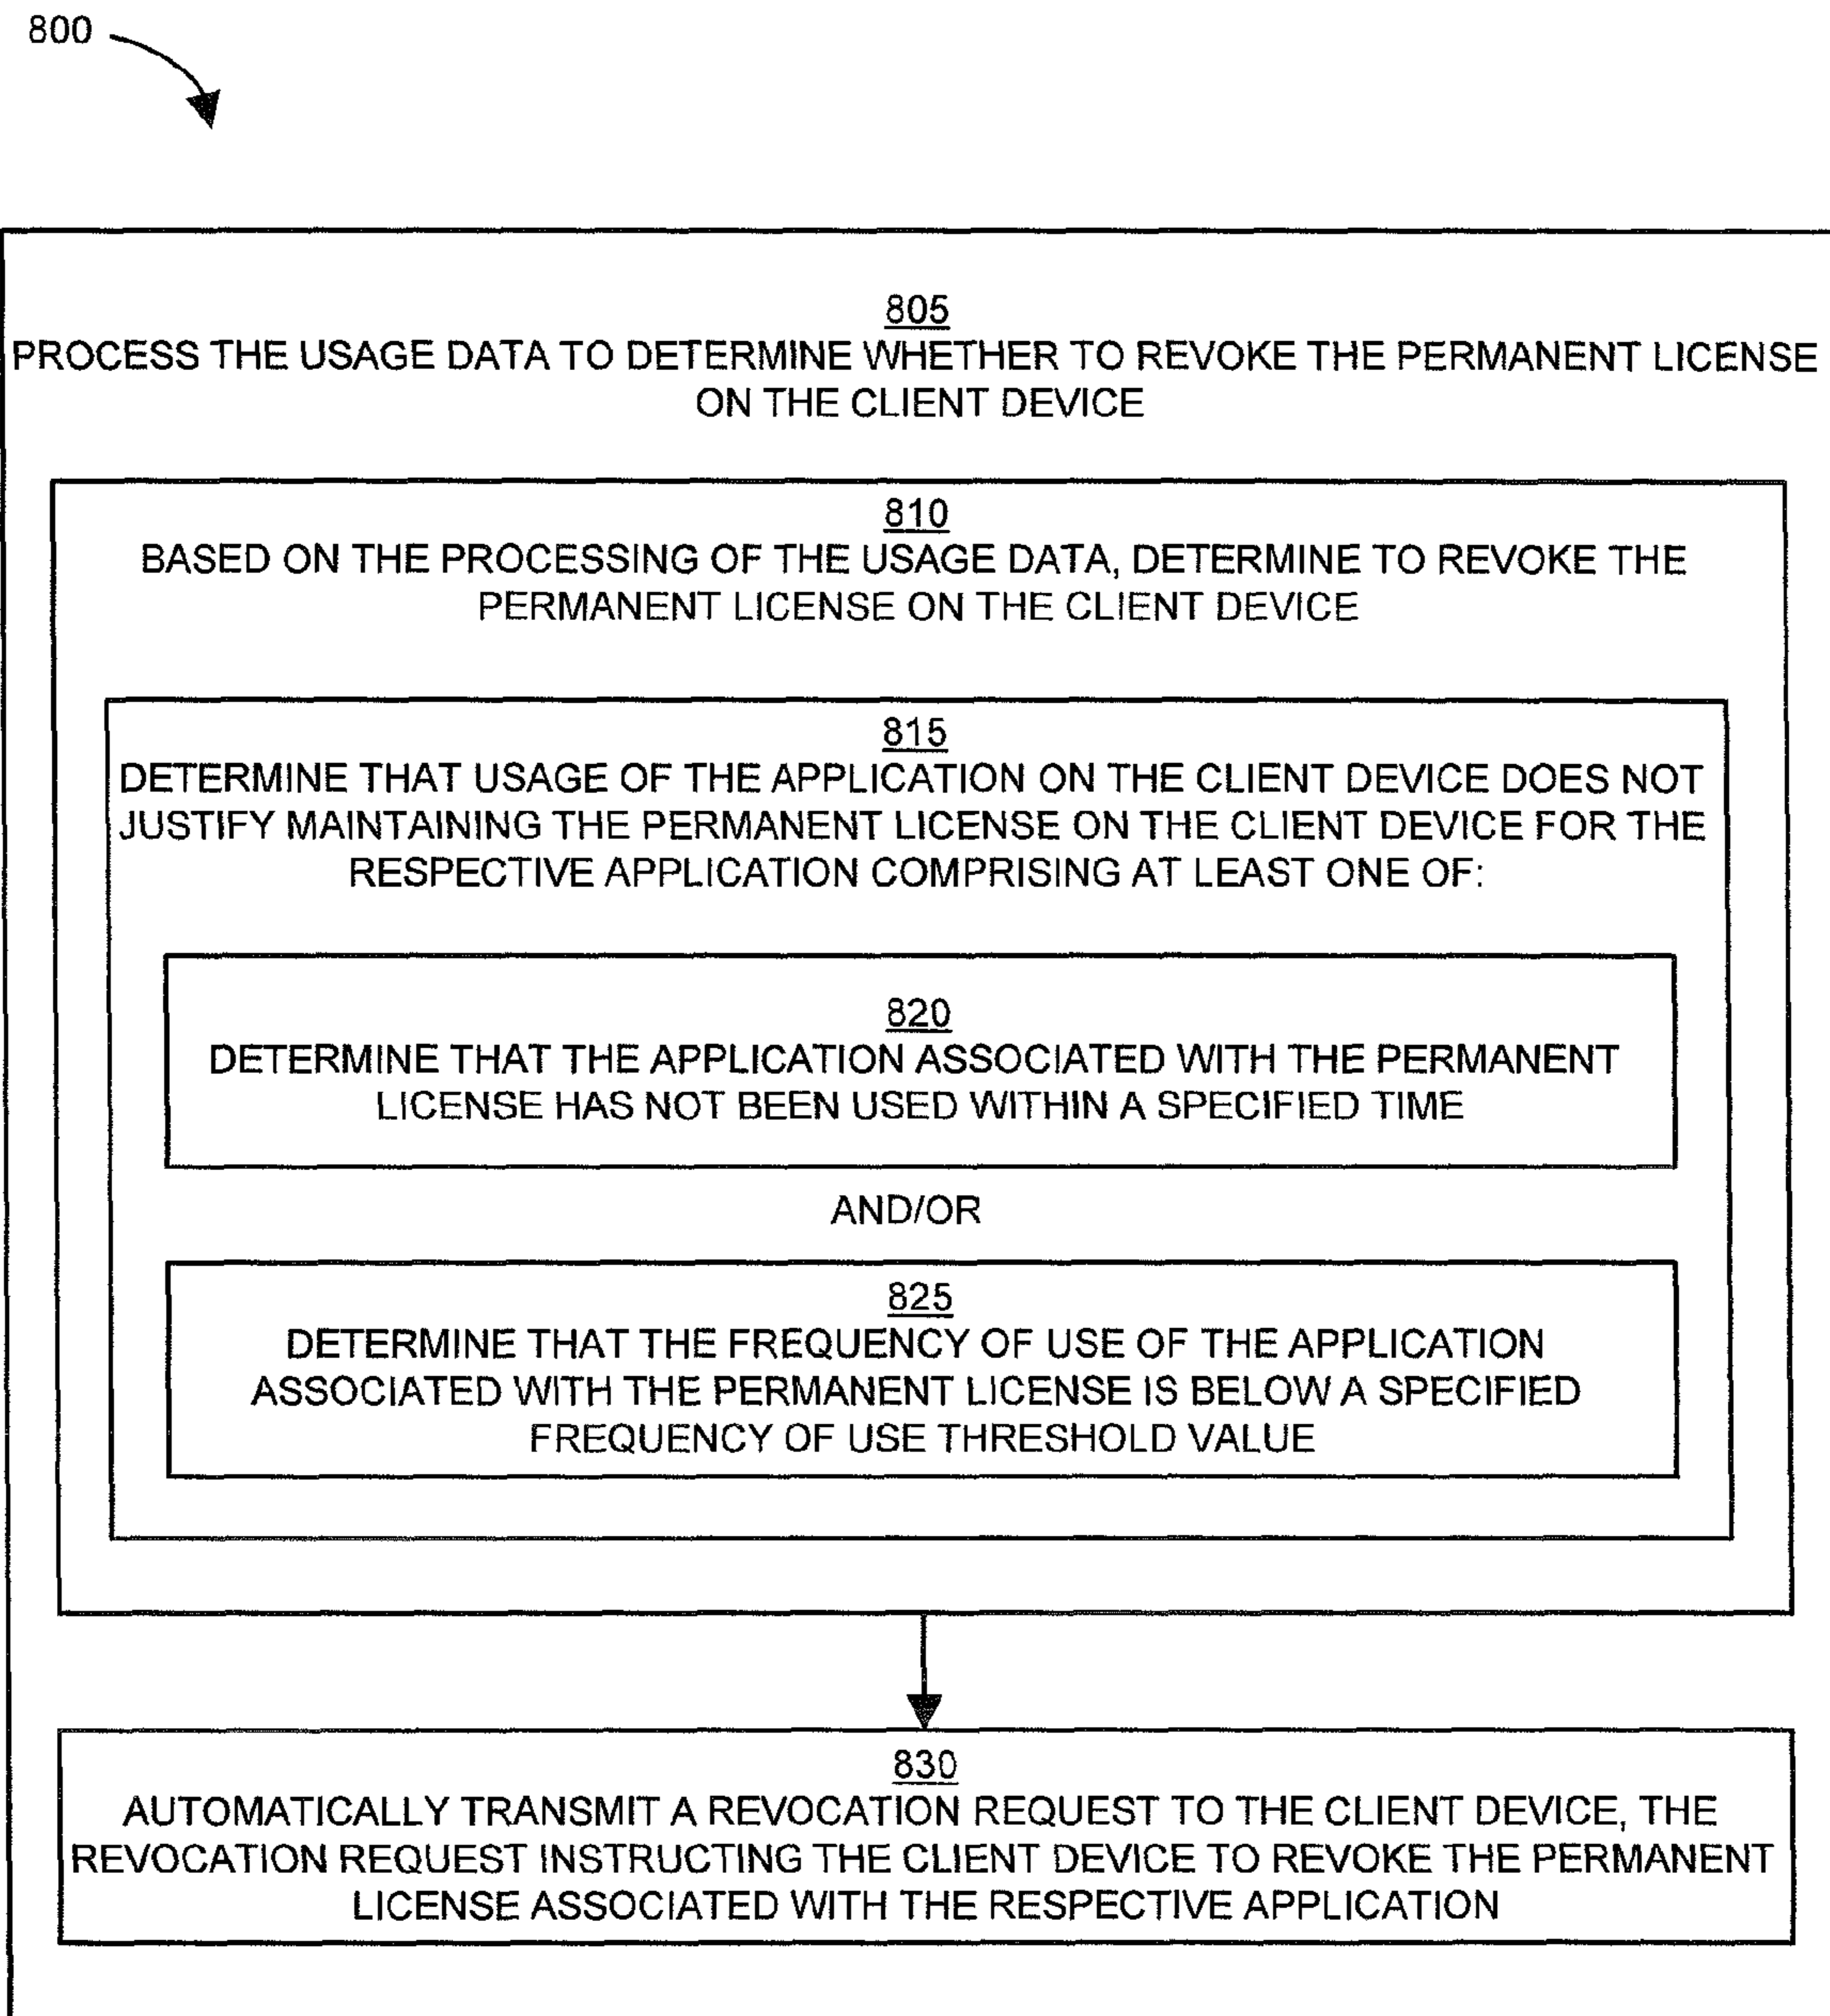 800
805
PROCESS THE USAGE DATA TO DETERMINE WHETHER TO REVOKE THE PERMANENT LICENSE
ON THE CLIENT DEVICE
810
BASED ON THE PROCESSING OF THE USAGE DATA, DETERMINE TO REVOKE THE
PERMANENT LICENSE ON THE CLIENT DEVICE
815
DETERMINE THAT USAGE OF THE APPLICATION ON THE CLIENT DEVICE DOES NOT
JUSTIFY MAINTAINING THE PERMANENT LICENSE ON THE CLIENT DEVICE FOR THE
RESPECTIVE APPLICATION COMPRISING AT LEAST ONE OF:
820
DETERMINE THAT THE APPLICATION ASSOCIATED WITH THE PERMANENT
LICENSE HAS NOT BEEN USED WITHIN A SPECIFIED TIME
AND/OR
825
DETERMINE THAT THE FREQUENCY OF USE OF THE APPLICATION
ASSOCIATED WITH THE PERMANENT LICENSE IS BELOW A SPECIFIED
FREQUENCY OF USE THRESHOLD VALUE
830
AUTOMATICALLY TRANSMIT A REVOCATION REQUEST TO THE CLIENT DEVICE, THE
REVOCATION REQUEST INSTRUCTING THE CLIENT DEVICE TO REVOKE THE PERMANENT
LICENSE ASSOCIATED WITH THE RESPECTIVE APPLICATION